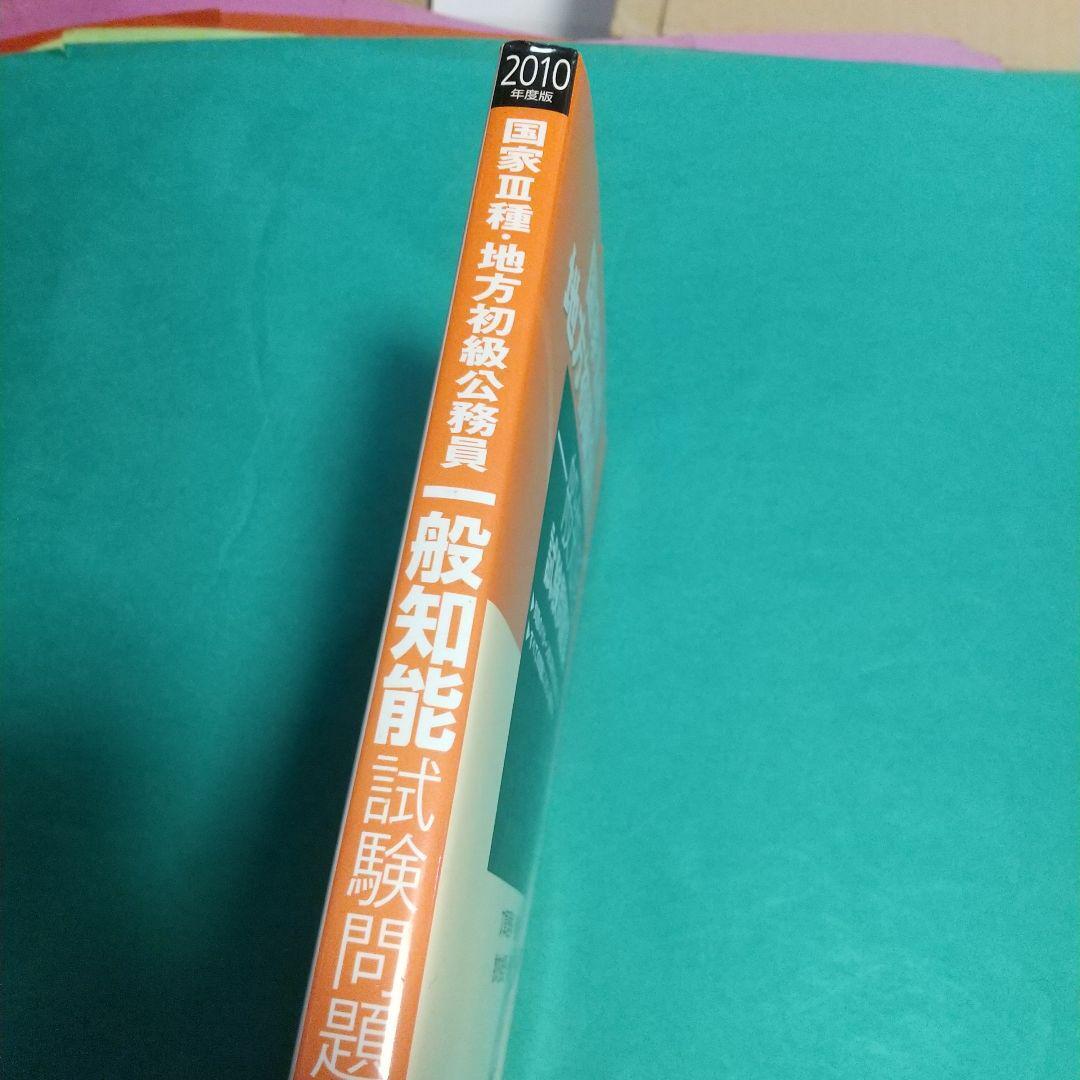 2010
年度版
国家Ⅲ種・地方初級公務員
一般知能
試験問題